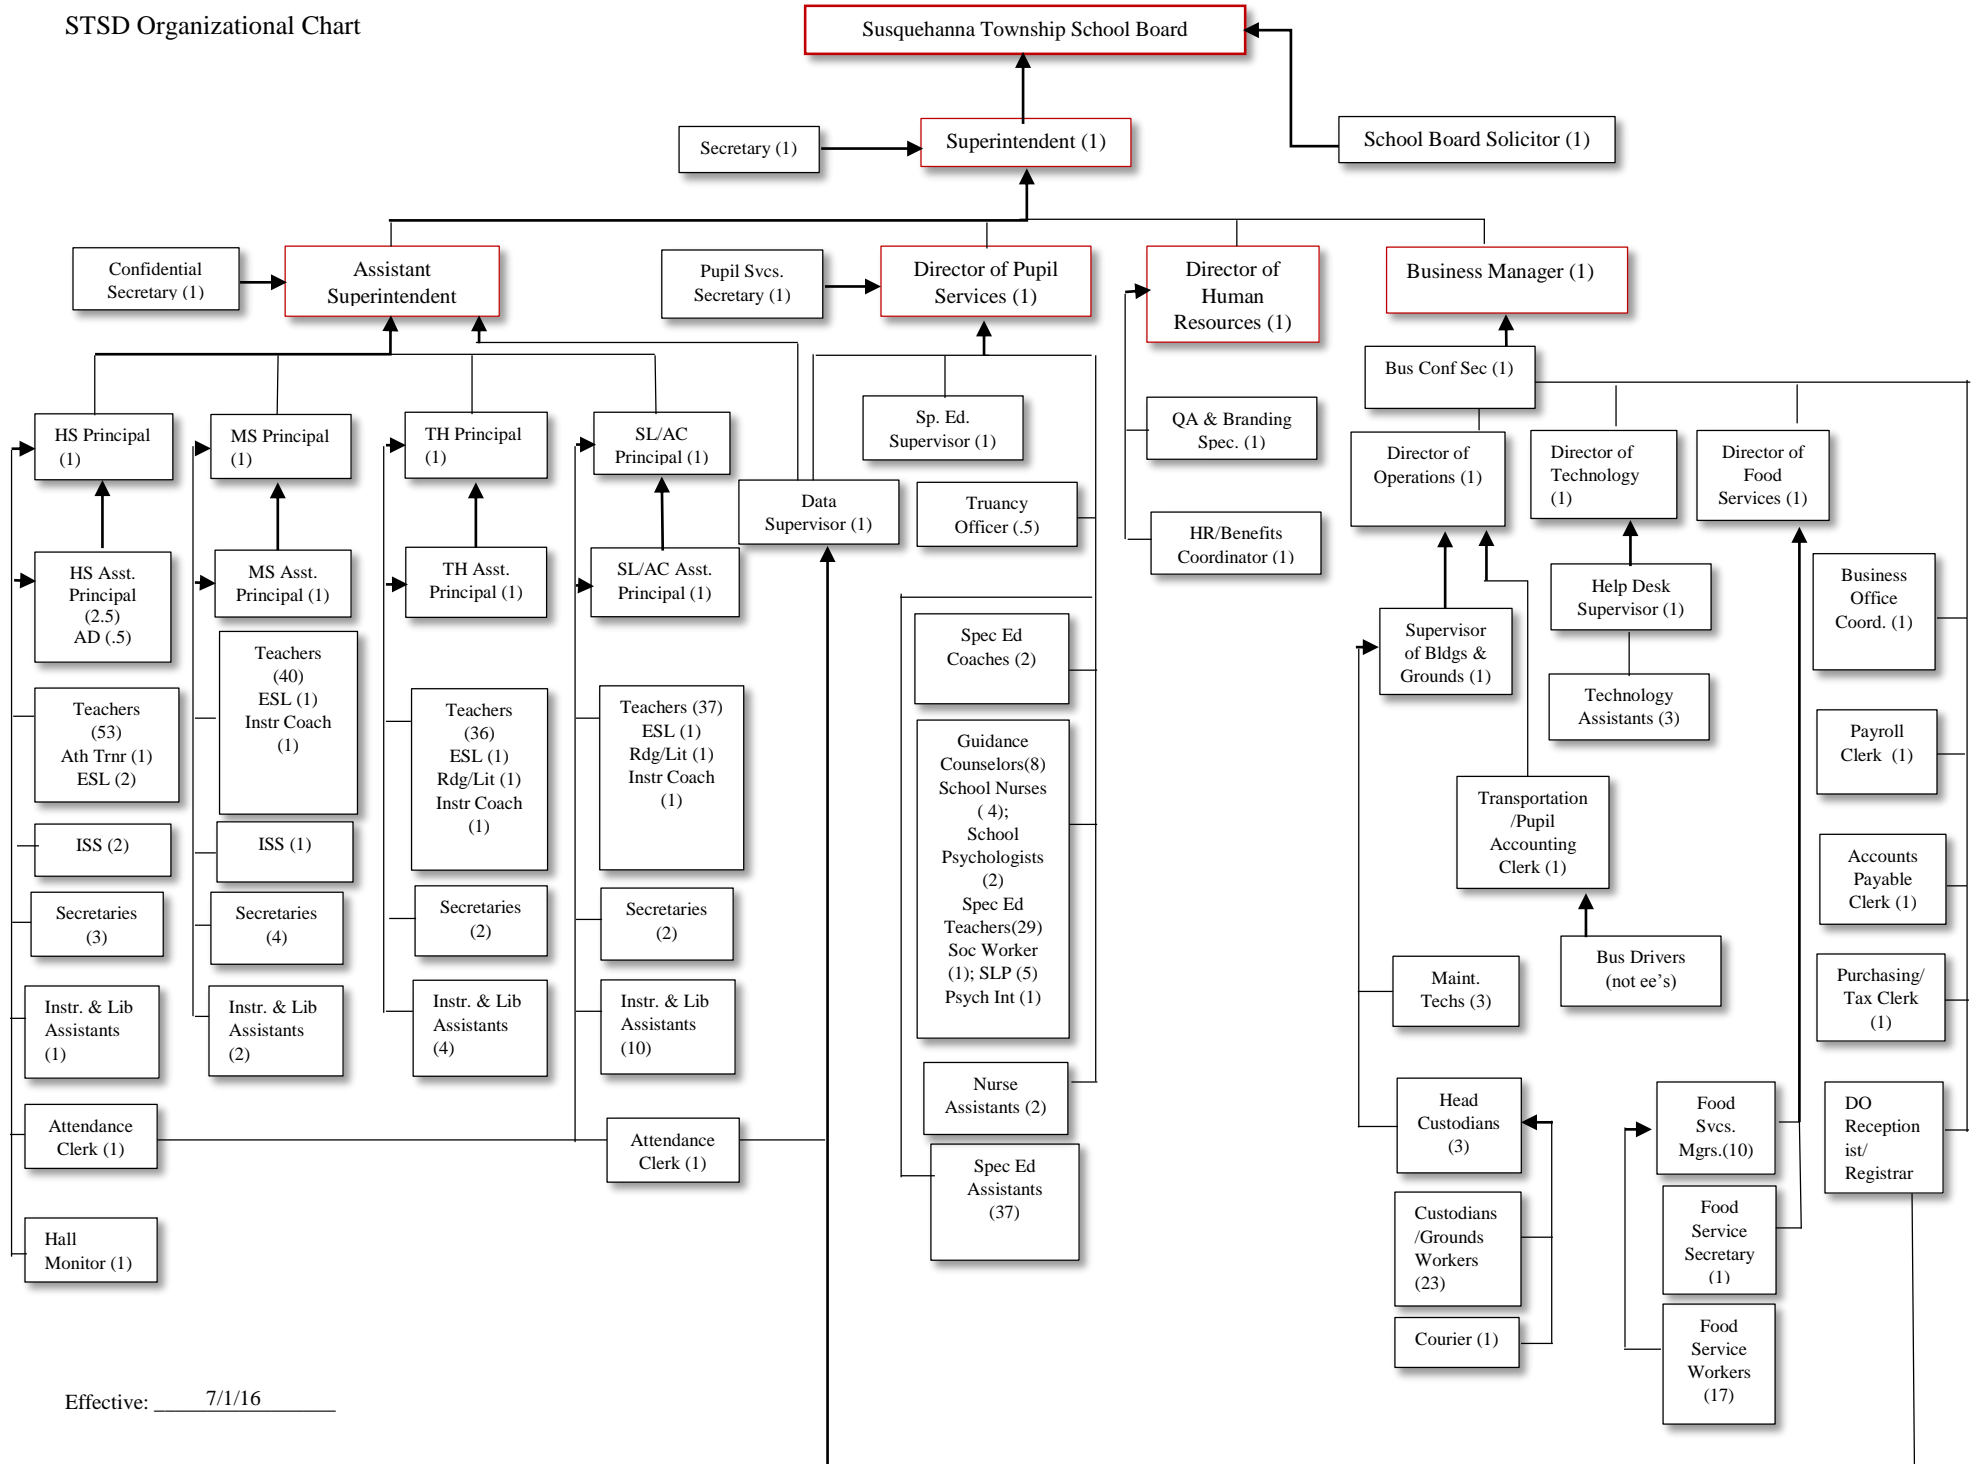 STSD Organizational Chart
Susquehanna Township School Board
Secretary (1)
Superintendent (1)
School Board Solicitor (1)
Confidential
Secretary (1)
Assistant
Superintendent
Pupil Svcs.
Secretary (1)
Director of Pupil
Services (1)
Director of
Human
Resources (1)
Business Manager (1)
Bus Conf Sec (1)
HS Principal
(1)
MS Principal
(1)
TH Principal
(1)
SL/AC
Principal (1)
Data
Supervisor (1)
Sp. Ed.
Supervisor (1)
Truancy
Officer (.5)
QA & Branding
Spec. (1)
HR/Benefits
Coordinator (1)
Director of
Operations (1)
Director of
Technology
(1)
Director of
Food
Services (1)
HS Asst.
Principal
(2.5)
AD (.5)
MS Asst.
Principal (1)
TH Asst.
Principal (1)
SL/AC Asst.
Principal (1)
Teachers
(53)
Ath Trnr (1)
ESL (2)
Teachers
(40)
ESL (1)
Instr Coach
(1)
Teachers
(36)
ESL (1)
Rdg/Lit (1)
Instr Coach
(1)
Teachers (37)
ESL (1)
Rdg/Lit (1)
Instr Coach
(1)
ISS (2)
ISS (1)
Secretaries
(3)
Secretaries
(4)
Secretaries
(2)
Secretaries
(2)
Instr. & Lib
Assistants
(1)
Instr. & Lib
Assistants
(2)
Instr. & Lib
Assistants
(4)
Instr. & Lib
Assistants
(10)
Attendance
Clerk (1)
Attendance
Clerk (1)
Hall
Monitor (1)
Spec Ed
Coaches (2)
Guidance
Counselors(8)
School Nurses
( 4);
School
Psychologists
(2)
Spec Ed
Teachers(29)
Soc Worker
(1); SLP (5)
Psych Int (1)
Nurse
Assistants (2)
Spec Ed
Assistants
(37)
Supervisor
of Bldgs &
Grounds (1)
Help Desk
Supervisor (1)
Technology
Assistants (3)
Transportation
/Pupil
Accounting
Clerk (1)
Bus Drivers
(not ee’s)
Maint.
Techs (3)
Head
Custodians
(3)
Custodians
/Grounds
Workers
(23)
Courier (1)
Food
Svcs.
Mgrs.(10)
Food
Service
Secretary
(1)
Food
Service
Workers
(17)
Business
Office
Coord. (1)
Payroll
Clerk (1)
Accounts
Payable
Clerk (1)
Purchasing/
Tax Clerk
(1)
DO
Reception
ist/
Registrar
Effective: 7/1/16